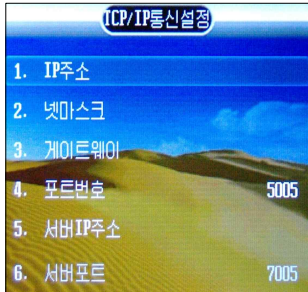 TCP/IP통신설정
1. IP주소
2. 넷마스크
3. 게이트웨이
4. 포트번호 5005
5. 서버IP주소
6. 서버포트 7005